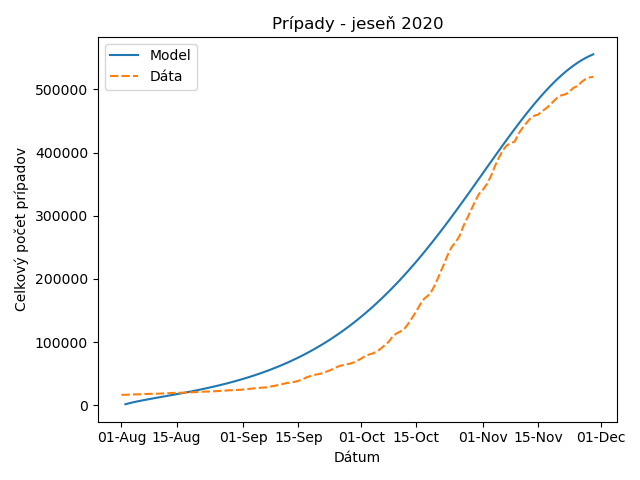 Prípady - jeseň 2020
Model
Dáta
Celkový počet prípadov
500000
400000
300000
200000
100000
0
01-Aug 15-Aug 01-Sep 15-Sep 01-Oct 15-Oct 01-Nov 15-Nov 01-Dec
Dátum